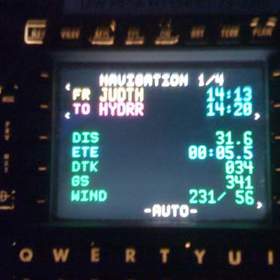 NAVIGATION 1/4
FR JUDTH 14:13
TO HYDRR 14:20
DIS 31.6
ETE 00:05.5
DTK 034
GS 341
WIND 231/ 56
-AUTO-
Q W E R T Y U